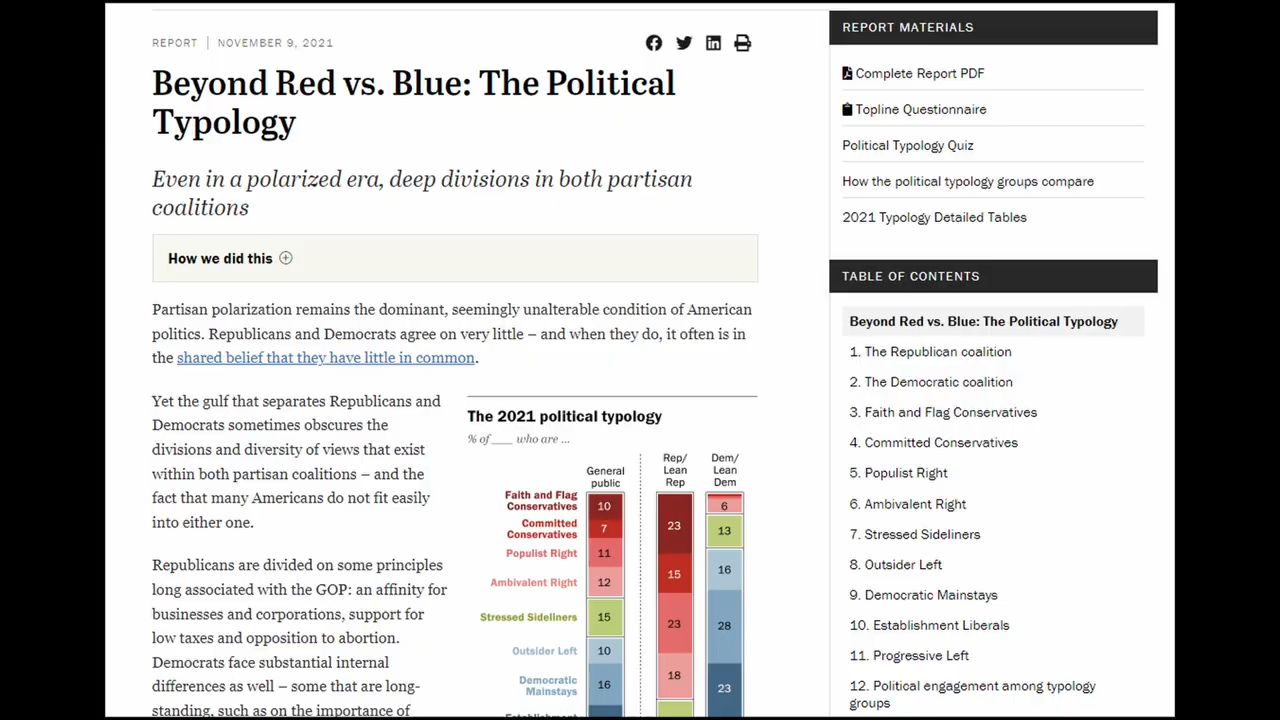 REPORT | NOVEMBER 9, 2021
Beyond Red vs. Blue: The Political
Typology
Even in a polarized era, deep divisions in both partisan
coalitions
How we did this
Partisan polarization remains the dominant, seemingly unalterable condition of American
politics. Republicans and Democrats agree on very little – and when they do, it often is in
the shared belief that they have little in common.
Yet the gulf that separates Republicans and
Democrats sometimes obscures the
divisions and diversity of views that exist
within both partisan coalitions – and the
fact that many Americans do not fit easily
into either one.
Republicans are divided on some principles
long associated with the GOP: an affinity for
businesses and corporations, support for
low taxes and opposition to abortion.
Democrats face substantial internal
differences as well – some that are long-
standing, such as on the importance of
The 2021 political typology
% of ___ who are ...
General
public
Rep/
Lean
Rep
Dem/
Lean
Dem
Faith and Flag
Conservatives
10
23
6
Committed
Conservatives
7
13
Populist Right
11
15
16
Ambivalent Right
12
Stressed Sideliners
15
23
28
Outsider Left
10
Democratic
Mainstays
16
18
23
Establishment
REPORT MATERIALS
Complete Report PDF
Topline Questionnaire
Political Typology Quiz
How the political typology groups compare
2021 Typology Detailed Tables
TABLE OF CONTENTS
Beyond Red vs. Blue: The Political Typology
1. The Republican coalition
2. The Democratic coalition
3. Faith and Flag Conservatives
4. Committed Conservatives
5. Populist Right
6. Ambivalent Right
7. Stressed Sideliners
8. Outsider Left
9. Democratic Mainstays
10. Establishment Liberals
11. Progressive Left
12. Political engagement among typology
groups